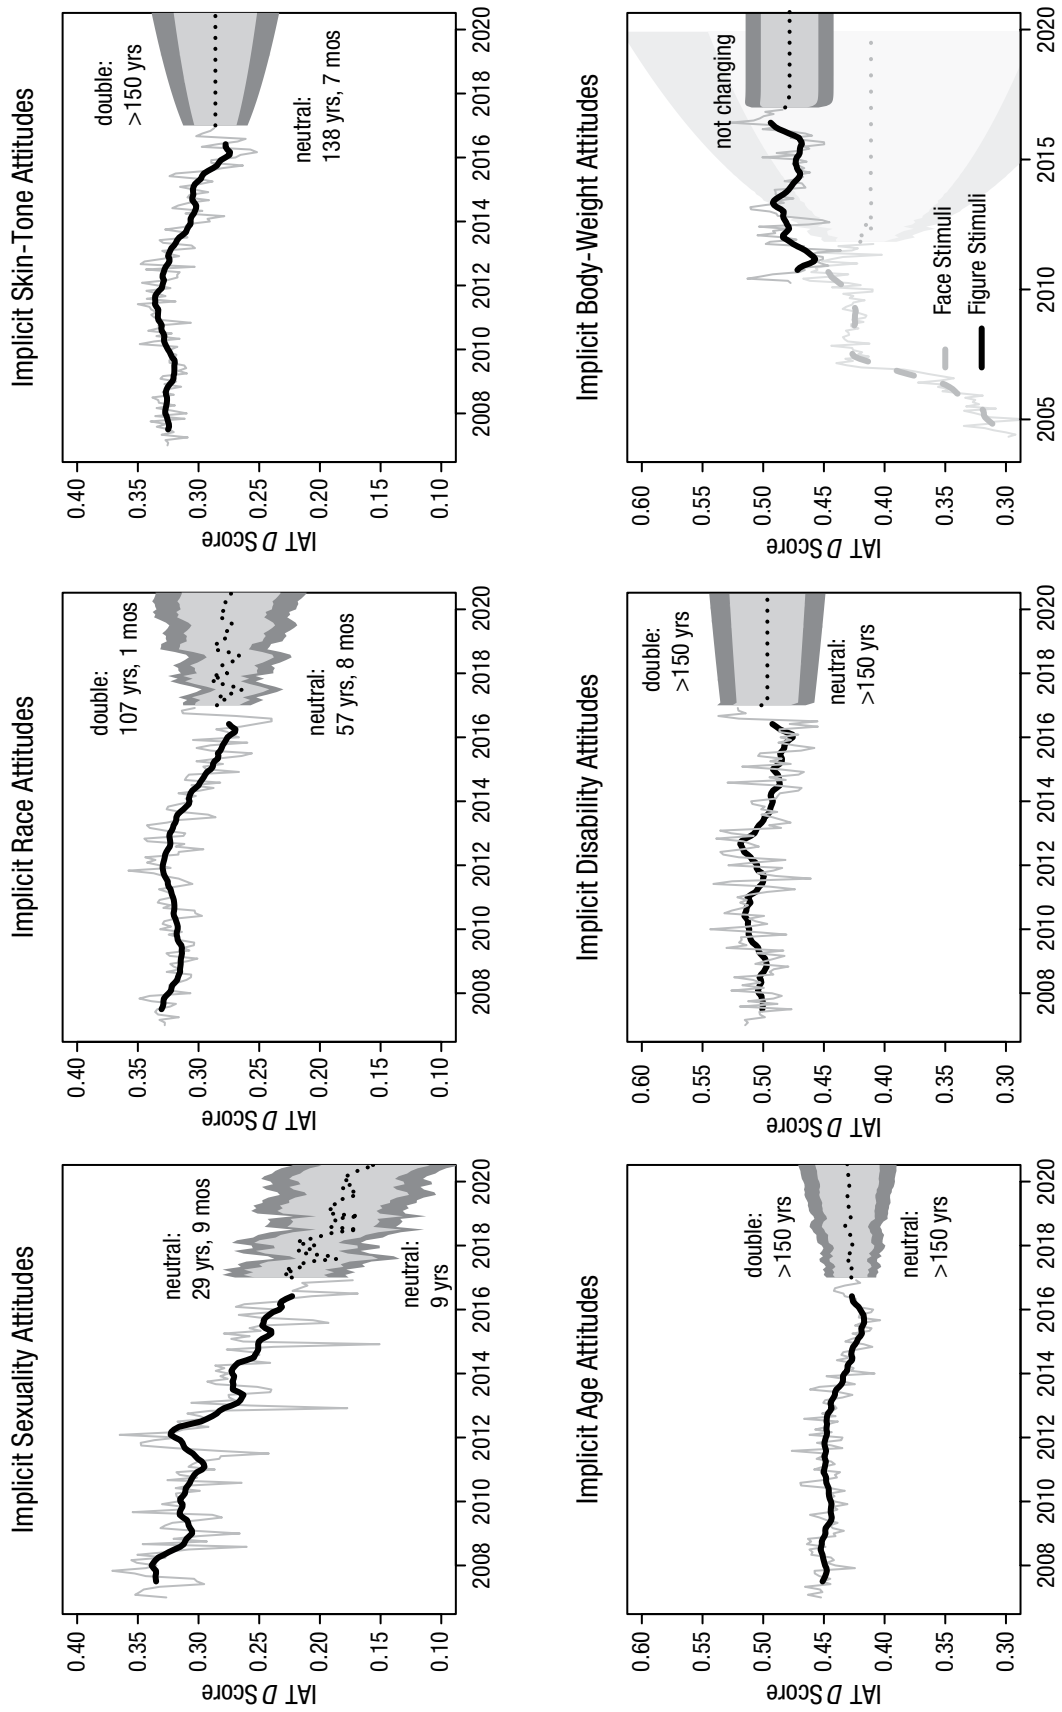 Implicit Sexuality Attitudes
IAT D Score
0.40
0.35
0.30
0.25
0.20
0.15
0.10
neutral:
29 yrs, 9 mos
neutral:
9 yrs
2008 2010 2012 2014 2016 2018 2020
Implicit Race Attitudes
IAT D Score
0.40
0.35
0.30
0.25
0.20
0.15
0.10
double:
107 yrs, 1 mos
neutral:
57 yrs, 8 mos
2008 2010 2012 2014 2016 2018 2020
Implicit Skin-Tone Attitudes
IAT D Score
0.40
0.35
0.30
0.25
0.20
0.15
0.10
double:
>150 yrs
neutral:
138 yrs, 7 mos
2008 2010 2012 2014 2016 2018 2020
Implicit Age Attitudes
IAT D Score
0.60
0.55
0.50
0.45
0.40
0.35
0.30
double:
>150 yrs
neutral:
>150 yrs
2008 2010 2012 2014 2016 2018 2020
Implicit Disability Attitudes
IAT D Score
0.60
0.55
0.50
0.45
0.40
0.35
0.30
double:
>150 yrs
neutral:
>150 yrs
2008 2010 2012 2014 2016 2018 2020
Implicit Body-Weight Attitudes
IAT D Score
0.60
0.55
0.50
0.45
0.40
0.35
0.30
not changing
Face Stimuli
Figure Stimuli
2005 2010 2015 2020